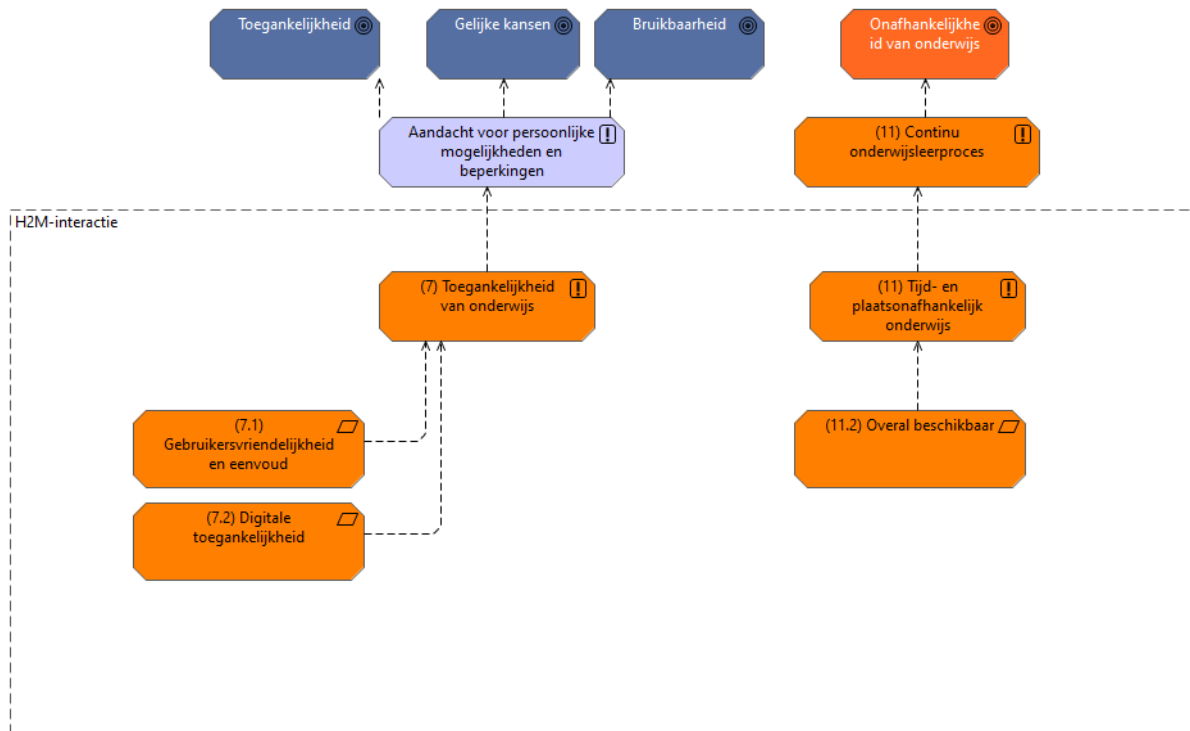 Toegankelijkheid
Gelijke kansen
Bruikbaarheid
Onafhankelijkhe
id van onderwijs
Aandacht voor persoonlijke
mogelijkheden en
beperkingen
(11) Continu
onderwijsleerproces
H2M-interactie
(7) Toegankelijkheid
van onderwijs
(11) Tijd- en
plaatsonafhankelijk
onderwijs
(7.1)
Gebruikersvriendelijkheid
en eenvoud
(11.2) Overal beschikbaar
(7.2) Digitale
toegankelijkheid